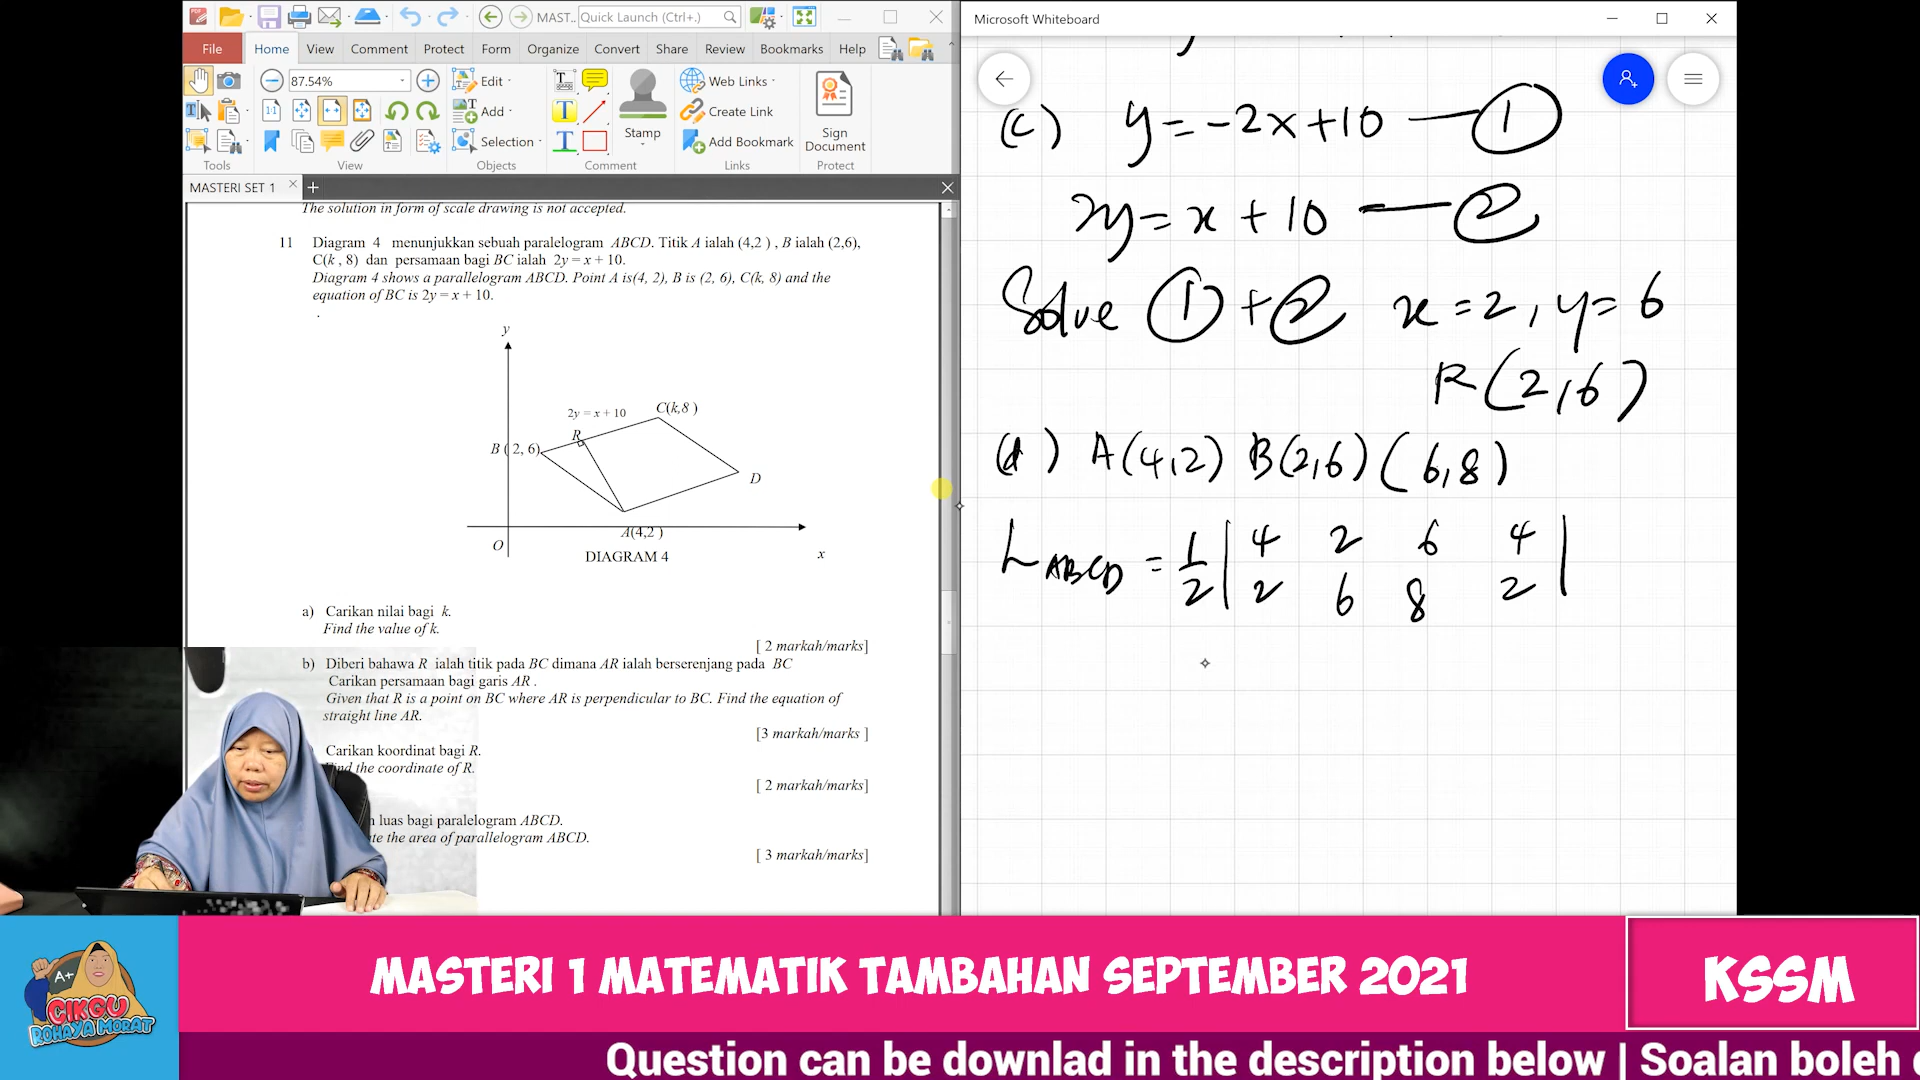 MAST..
Quick Launch (Ctrl+.)
File Home View Comment Protect Form Organize Convert Share Review Bookmarks Help
87.54%
Edit
Add
Selection
Stamp
Web Links
Create Link
Add Bookmark
Sign Document
Tools View Objects Comment Links Protect
MASTERI SET 1
The solution in form of scale drawing is not accepted.
11 Diagram 4 menunjukkan sebuah paralelogram ABCD. Titik A ialah (4,2 ) , B ialah (2,6),
C(k , 8) dan persamaan bagi BC ialah 2y = x + 10.
Diagram 4 shows a parallelogram ABCD. Point A is(4, 2), B is (2, 6), C(k, 8) and the
equation of BC is 2y = x + 10.
.
y
2y = x + 10
C(k,8 )
R
B ( 2, 6)
D
A(4,2 )
O
x
DIAGRAM 4
a) Carikan nilai bagi k.
Find the value of k.
[ 2 markah/marks]
b) Diberi bahawa R ialah titik pada BC dimana AR ialah berserenjang pada BC
Carikan persamaan bagi garis AR .
Given that R is a point on BC where AR is perpendicular to BC. Find the equation of
straight line AR.
[3 markah/marks ]
Carikan koordinat bagi R.
the coordinate of R.
[ 2 markah/marks]
luas bagi paralelogram ABCD.
the area of parallelogram ABCD.
[ 3 markah/marks]
Microsoft Whiteboard
(c) y = -2x + 10 — 1
2y = x + 10 — 2
Solve 1 + 2 x = 2, y = 6
R(2,6)
(d) A(4,2) B(2,6) (6,8)
L ABCD = 1/2 | 4 2 6 4 |
2 6 8 2
A+
CIKGU
ROHAYA MORAT
MASTERI 1 MATEMATIK TAMBAHAN SEPTEMBER 2021
KSSM
Question can be downlad in the description below | Soalan boleh